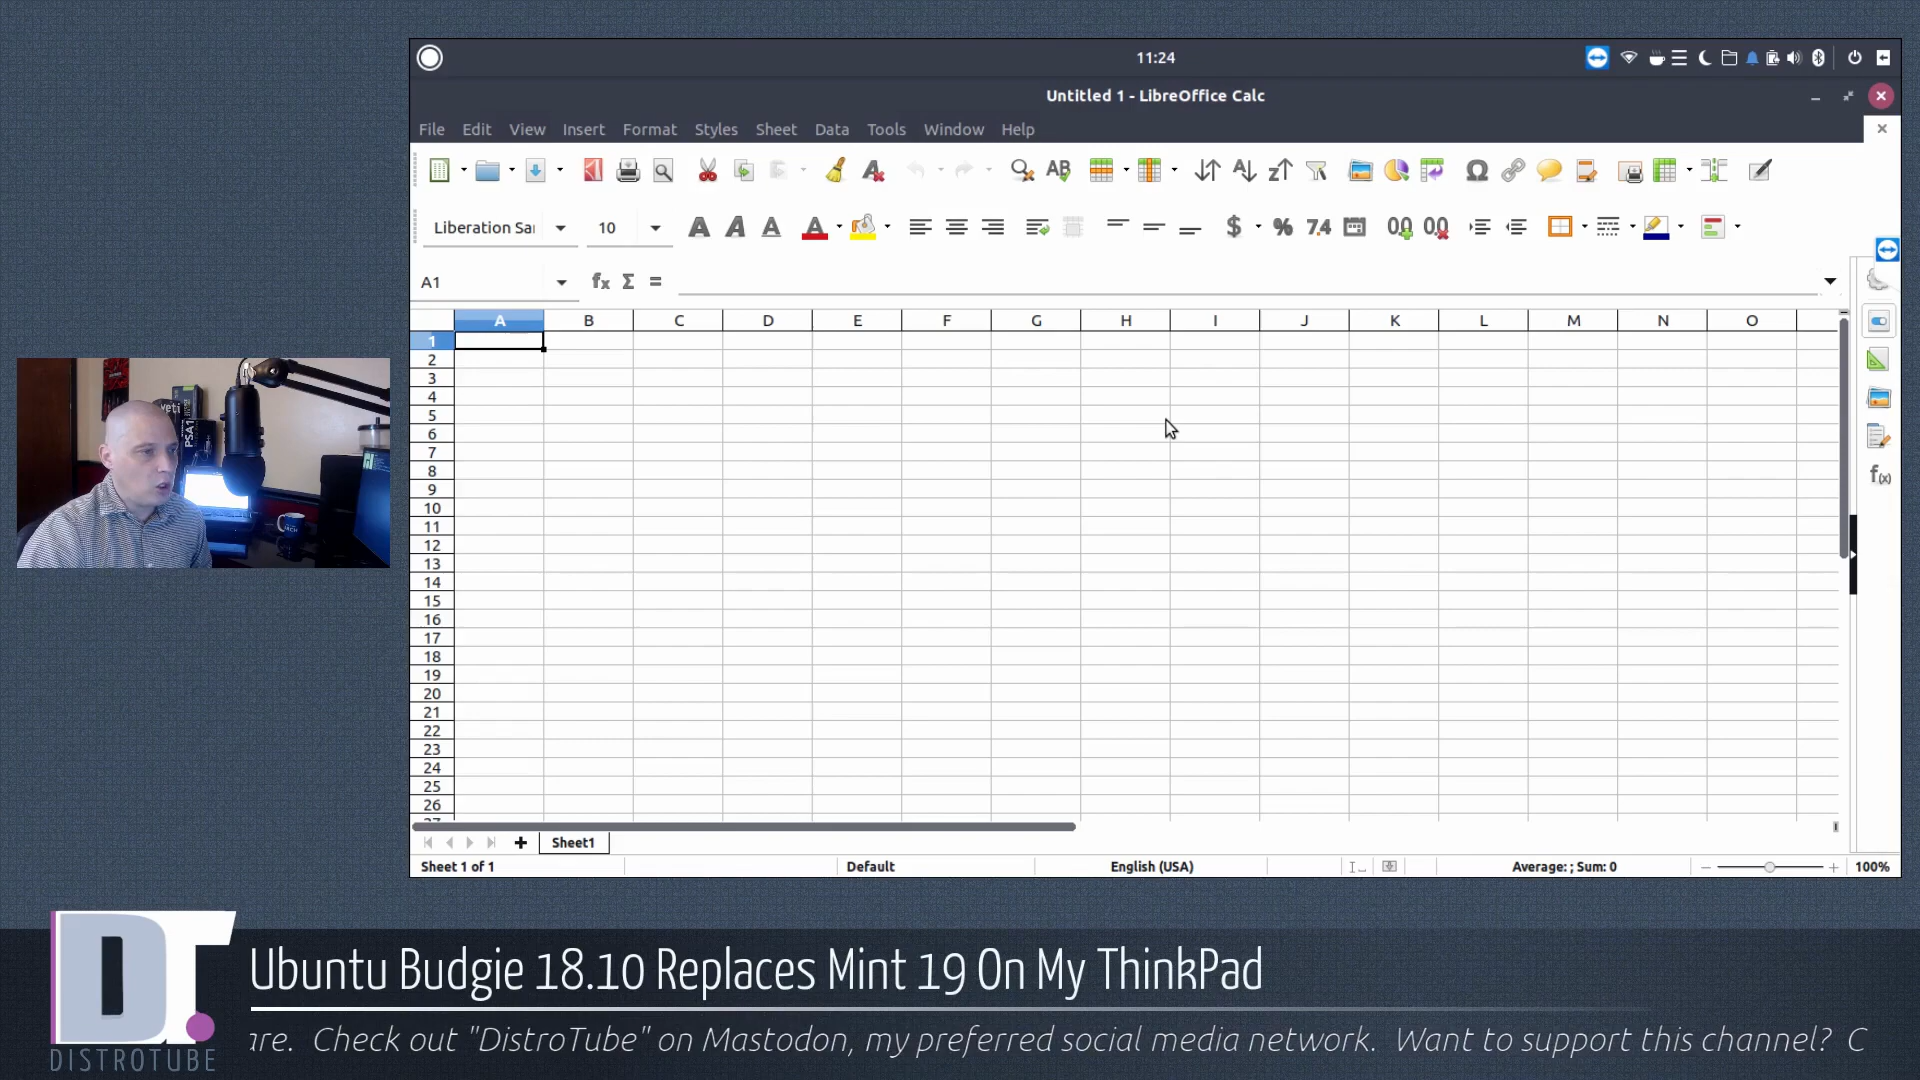 11:24
Untitled 1 - LibreOffice Calc
File Edit View Insert Format Styles Sheet Data Tools Window Help
Liberation Sa 10
A1
A B C D E F G H I J K L M N O
1
2
3
4
5
6
7
8
9
10
11
12
13
14
15
16
17
18
19
20
21
22
23
24
25
26
Sheet1
Sheet 1 of 1 Default English (USA) Average: ; Sum: 0 100%
yeti
PSA1
DT
DISTROTUBE
Ubuntu Budgie 18.10 Replaces Mint 19 On My ThinkPad
are. Check out "DistroTube" on Mastodon, my preferred social media network. Want to support this channel? C